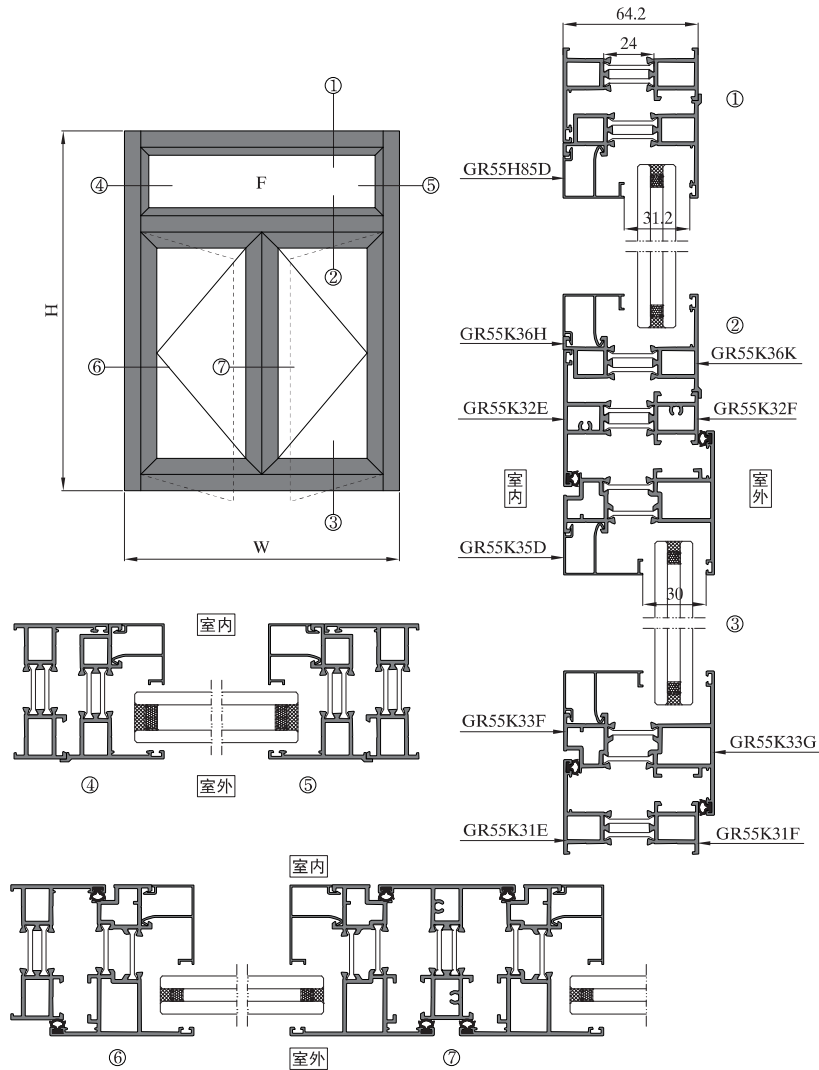 64.2
24
①
①
GR55H85D
④
F
⑤
31.2
②
②
H
GR55K36H
GR55K36K
⑥
⑦
GR55K32E
GR55K32F
室内
室外
③
W
GR55K35D
30
③
室内
GR55K33F
GR55K33G
④
室外
⑤
GR55K31E
GR55K31F
室内
⑥
室外
⑦